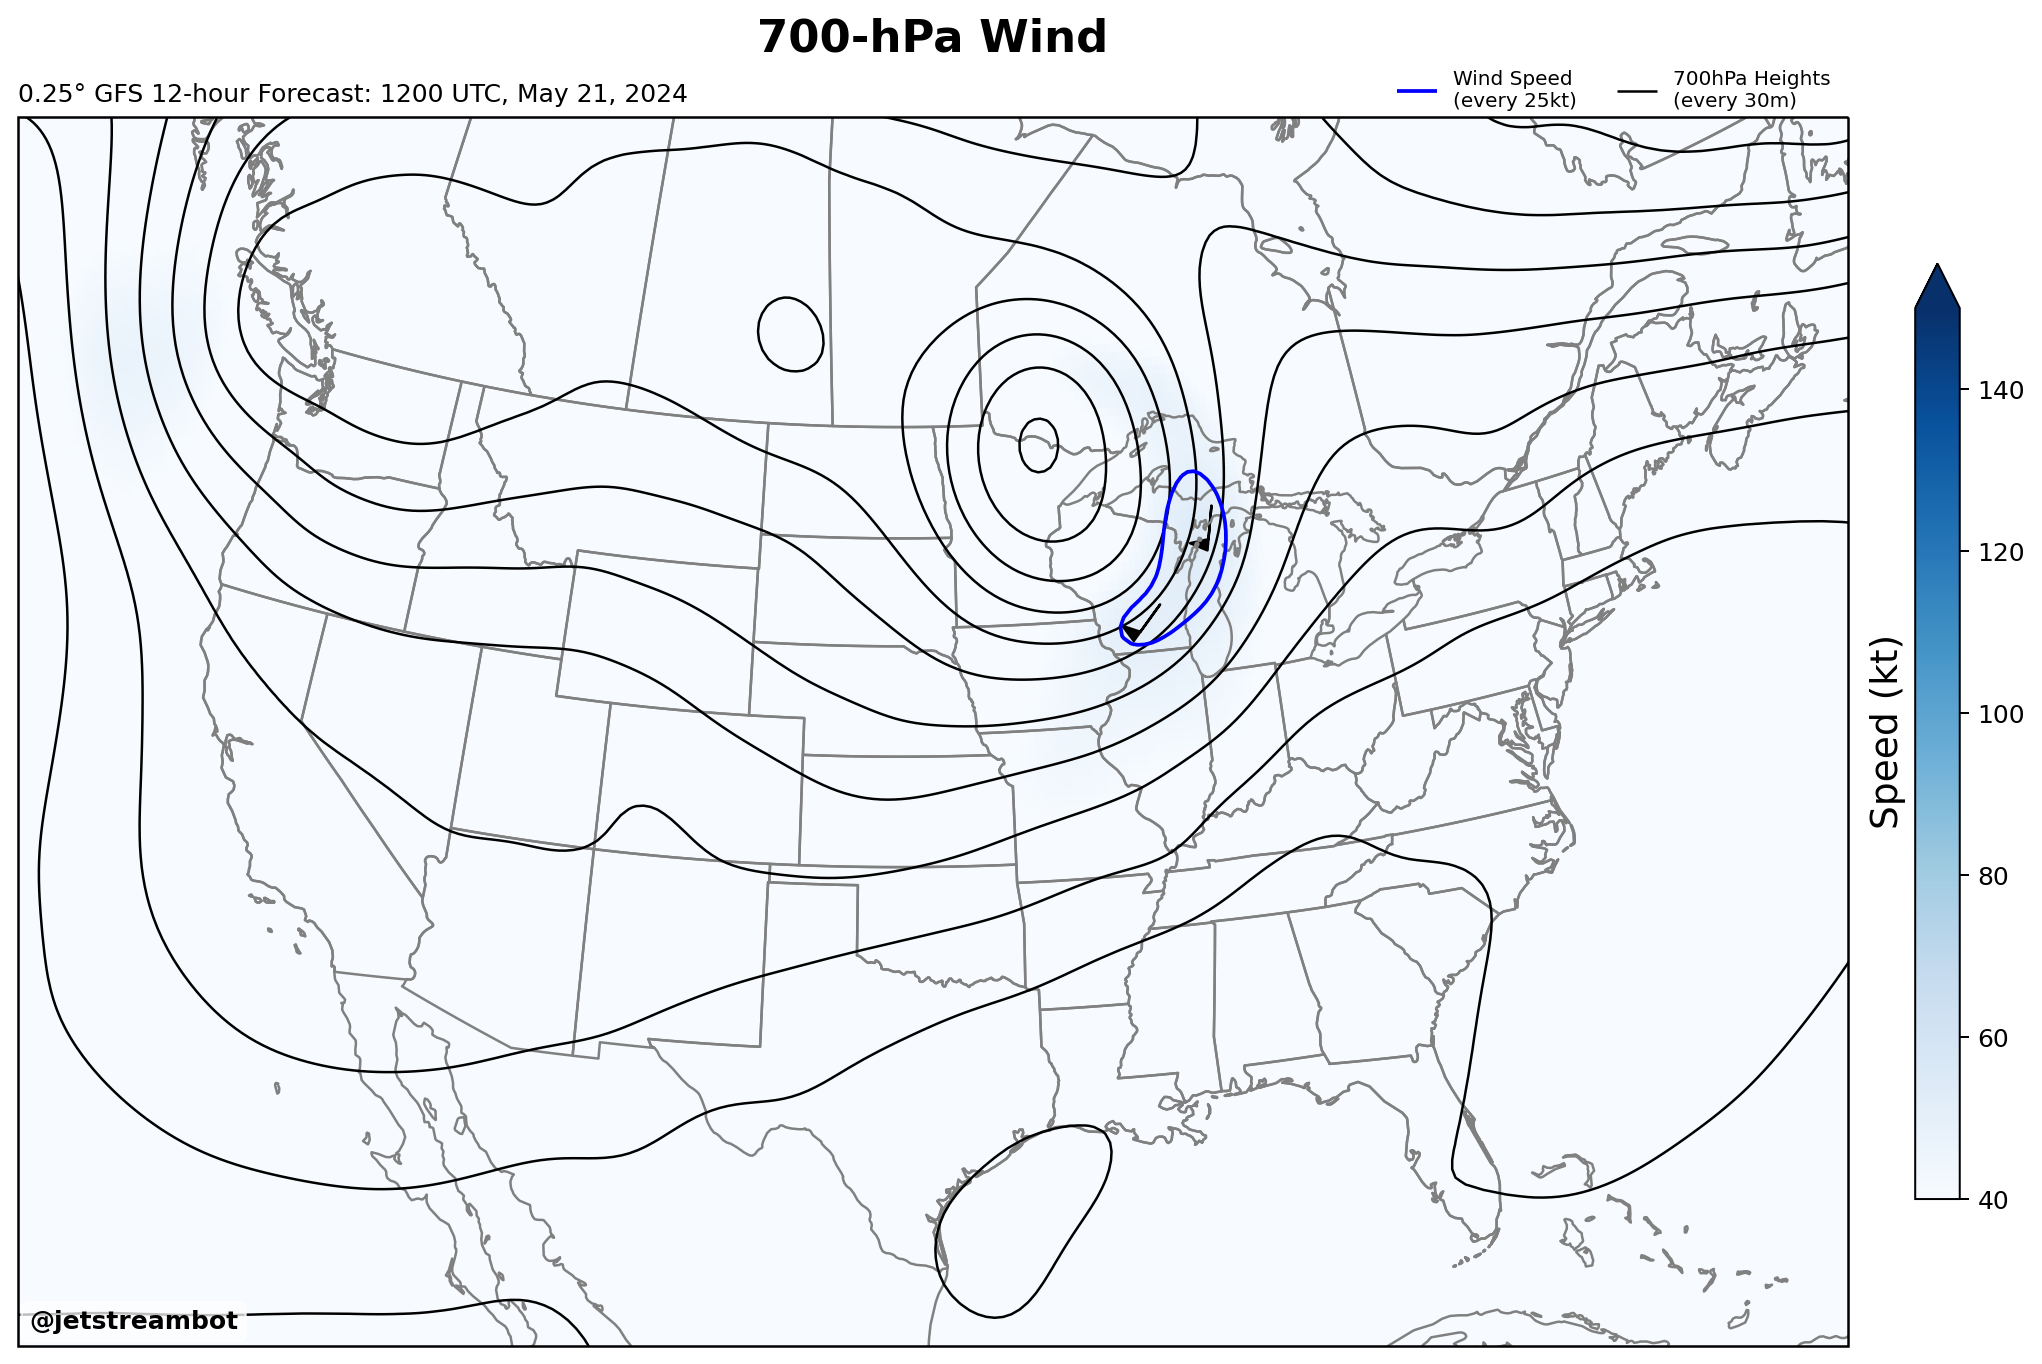 700-hPa Wind
0.25° GFS 12-hour Forecast: 1200 UTC, May 21, 2024
Wind Speed
(every 25kt)
700hPa Heights
(every 30m)
140
120
100
80
60
40
Speed (kt)
@jetstreambot